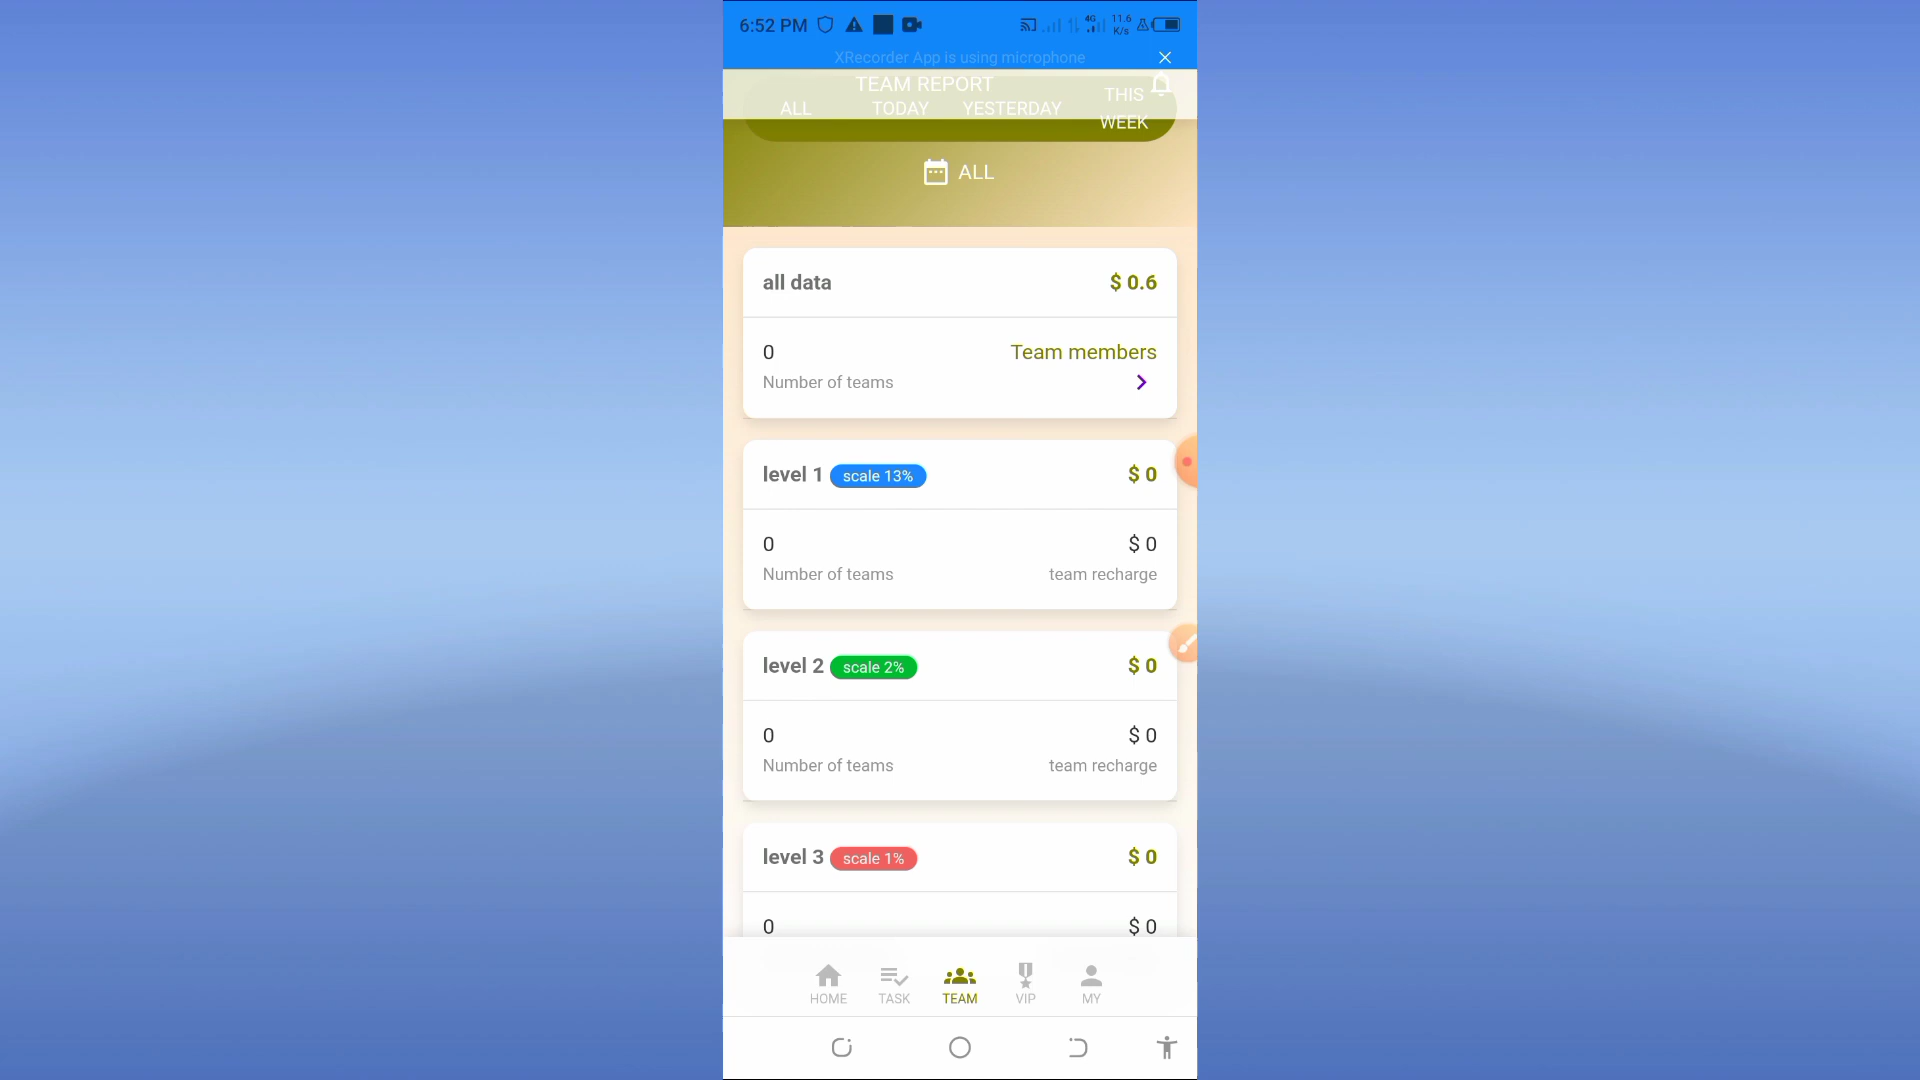 6:52 PM
4G
11.6
K/s
XRecorder App is using microphone
TEAM REPORT
ALL TODAY YESTERDAY THIS WEEK
ALL
all data $ 0.6
0 Team members
Number of teams
level 1 scale 13% $ 0
0 $ 0
Number of teams team recharge
level 2 scale 2% $ 0
0 $ 0
Number of teams team recharge
level 3 scale 1% $ 0
0 $ 0
HOME TASK TEAM VIP MY